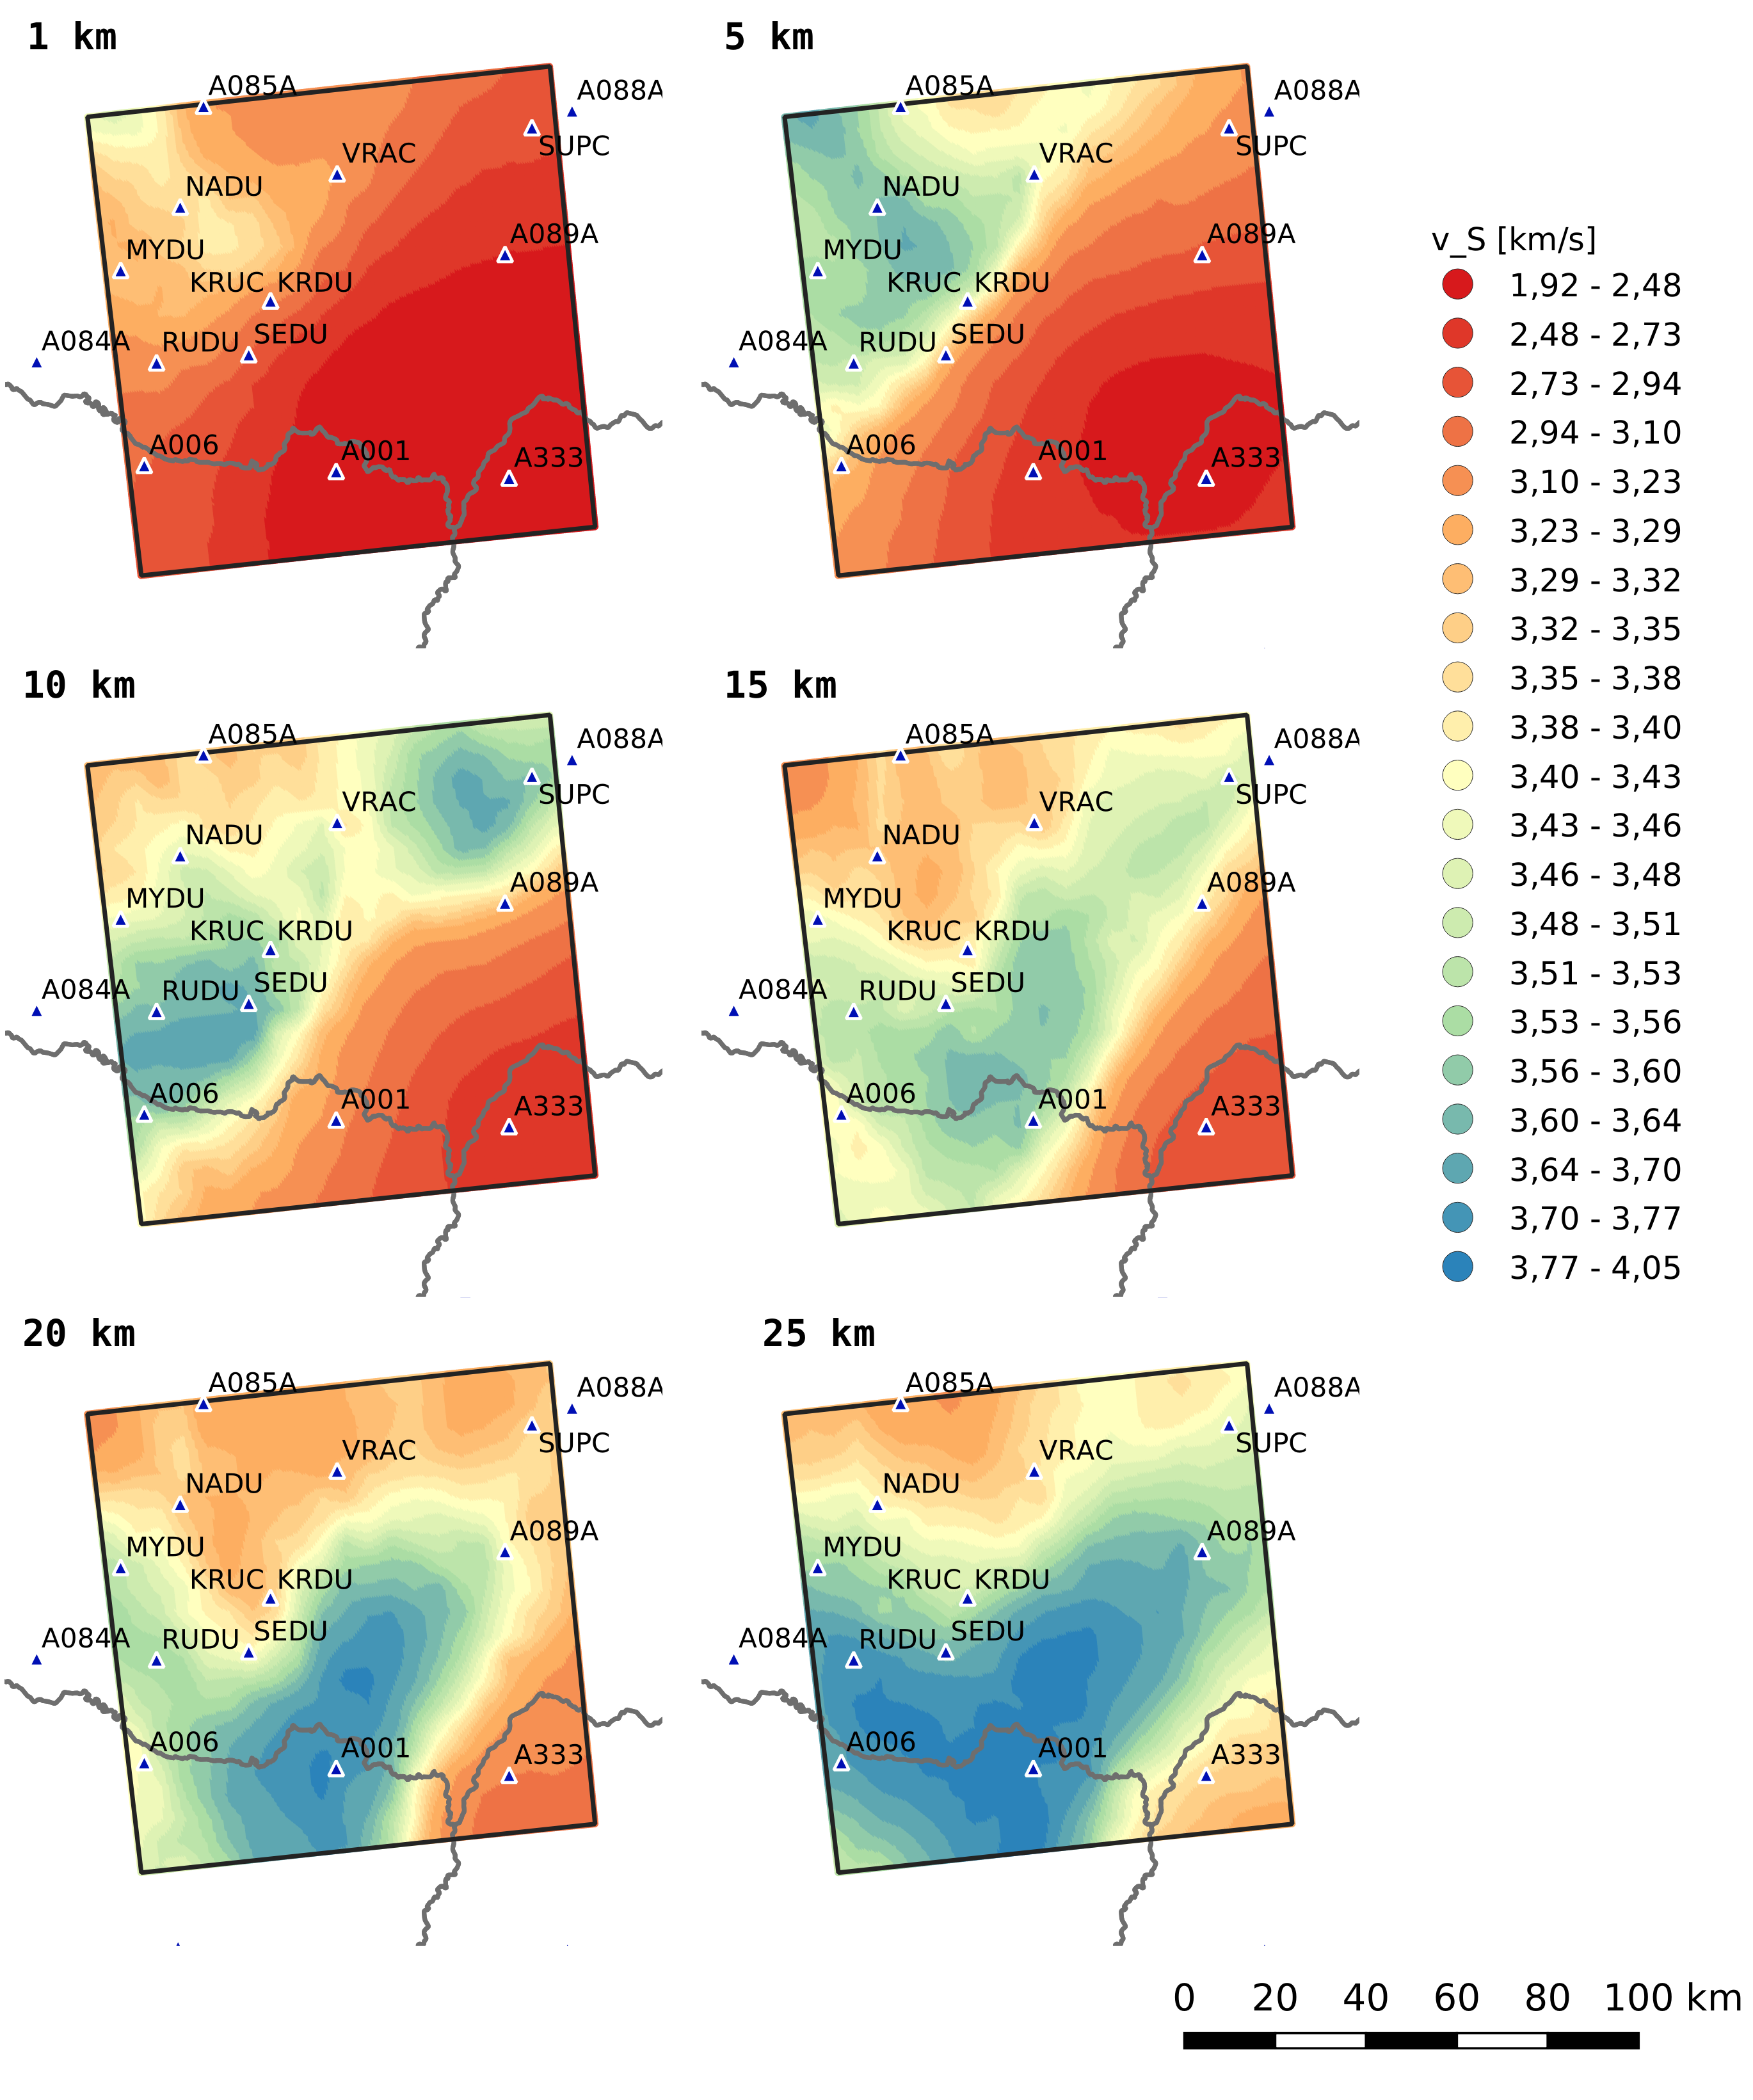 1 km
A085A
A088A
SUPC
VRAC
NADU
A089A
MYDU
KRUC KRDU
A084A RUDU SEDU
A006 A001 A333
5 km
A085A
A088A
SUPC
VRAC
NADU
A089A
MYDU
KRUC KRDU
A084A RUDU SEDU
A006 A001 A333
10 km
A085A
A088A
SUPC
VRAC
NADU
A089A
MYDU
KRUC KRDU
A084A RUDU SEDU
A006 A001 A333
15 km
A085A
A088A
SUPC
VRAC
NADU
A089A
MYDU
KRUC KRDU
A084A RUDU SEDU
A006 A001 A333
20 km
A085A
A088A
SUPC
VRAC
NADU
A089A
MYDU
KRUC KRDU
A084A RUDU SEDU
A006 A001 A333
25 km
A085A
A088A
SUPC
VRAC
NADU
A089A
MYDU
KRUC KRDU
A084A RUDU SEDU
A006 A001 A333
v_S [km/s]
1,92 - 2,48
2,48 - 2,73
2,73 - 2,94
2,94 - 3,10
3,10 - 3,23
3,23 - 3,29
3,29 - 3,32
3,32 - 3,35
3,35 - 3,38
3,38 - 3,40
3,40 - 3,43
3,43 - 3,46
3,46 - 3,48
3,48 - 3,51
3,51 - 3,53
3,53 - 3,56
3,56 - 3,60
3,60 - 3,64
3,64 - 3,70
3,70 - 3,77
3,77 - 4,05
0 20 40 60 80 100 km